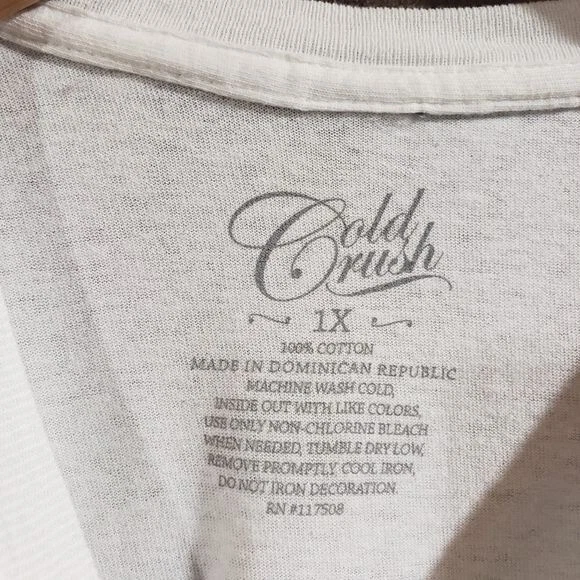 Cold
Crush
1X
100% COTTON
MADE IN DOMINICAN REPUBLIC
MACHINE WASH COLD,
INSIDE OUT WITH LIKE COLORS,
USE ONLY NON-CHLORINE BLEACH
WHEN NEEDED, TUMBLE DRY LOW,
REMOVE PROMPTLY. COOL IRON,
DO NOT IRON DECORATION.
RN #117508